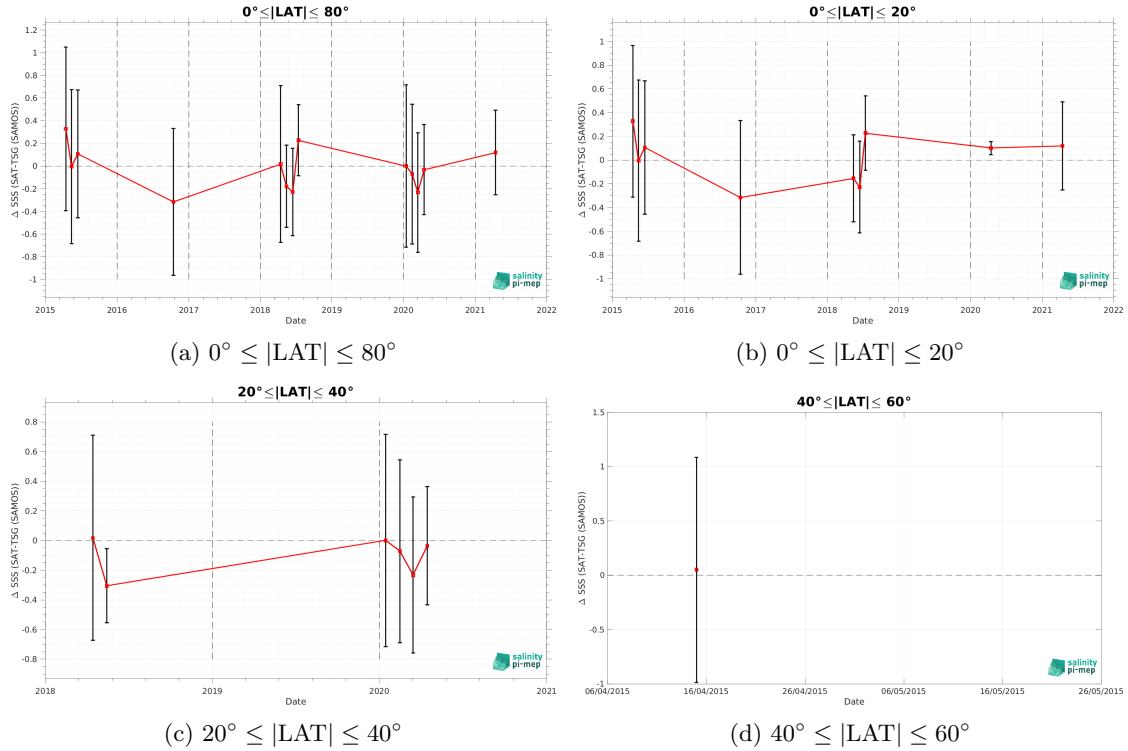 0°≤|LAT|≤ 80°
Δ SSS (SAT-TSG (SAMOS))
1.2
1
0.8
0.6
0.4
0.2
0
-0.2
-0.4
-0.6
-0.8
-1
2015 2016 2017 2018 2019 2020 2021 2022
Date
salinity
pi-mep
(a) 0° ≤ |LAT| ≤ 80°
0°≤|LAT|≤ 20°
Δ SSS (SAT-TSG (SAMOS))
1
0.8
0.6
0.4
0.2
0
-0.2
-0.4
-0.6
-0.8
-1
2015 2016 2017 2018 2019 2020 2021 2022
Date
salinity
pi-mep
(b) 0° ≤ |LAT| ≤ 20°
20°≤|LAT|≤ 40°
Δ SSS (SAT-TSG (SAMOS))
0.8
0.6
0.4
0.2
0
-0.2
-0.4
-0.6
-0.8
2018 2019 2020 2021
Date
salinity
pi-mep
(c) 20° ≤ |LAT| ≤ 40°
40°≤|LAT|≤ 60°
Δ SSS (SAT-TSG (SAMOS))
1.5
1
0.5
0
-0.5
-1
06/04/2015 16/04/2015 26/04/2015 06/05/2015 16/05/2015 26/05/2015
Date
salinity
pi-mep
(d) 40° ≤ |LAT| ≤ 60°